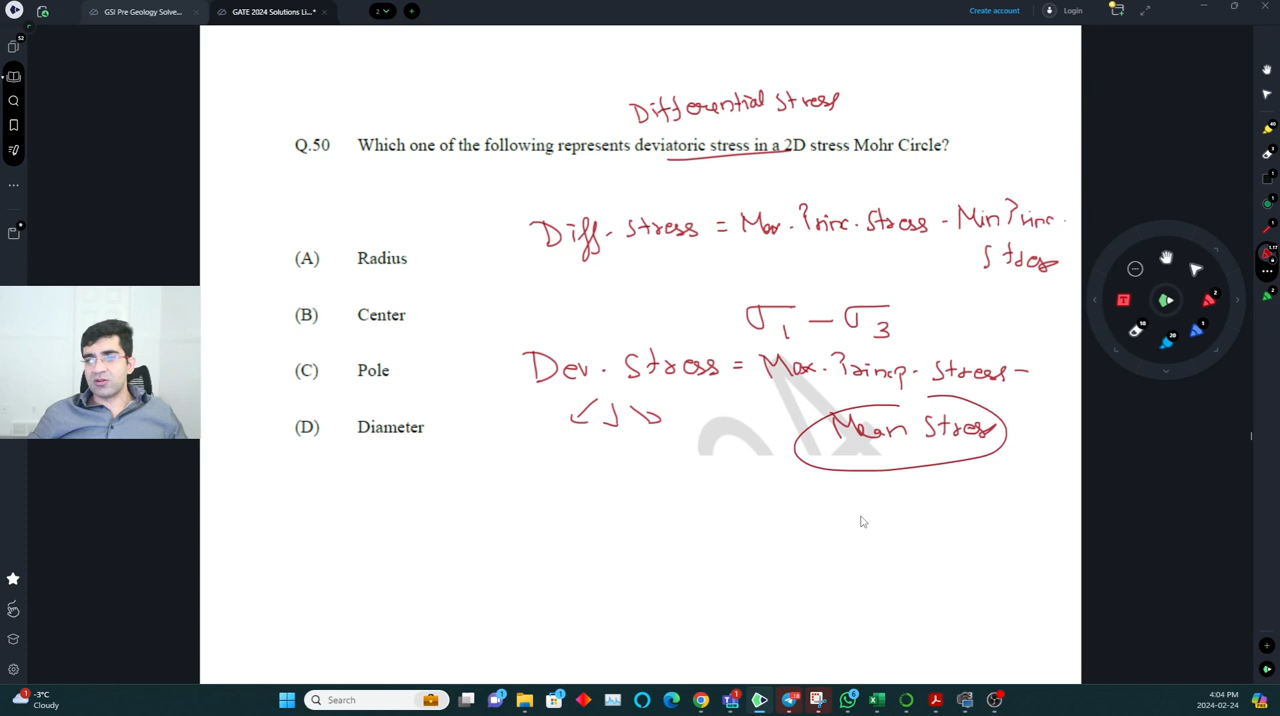 GSI Pre Geology Solve...
GATE 2024 Solutions Li...*
2
Create account
Login
52
Differential Stress
Q.50 Which one of the following represents deviatoric stress in a 2D stress Mohr Circle?
Diff. Stress = Max. Princ. Stress - Min Princ. Stress
(A) Radius
(B) Center
σ1 - σ3
(C) Pole
Dev. Stress = Max. Princp. Stress -
Mean Stress
(D) Diameter
-3°C
Cloudy
Search
4:04 PM
2024-02-24